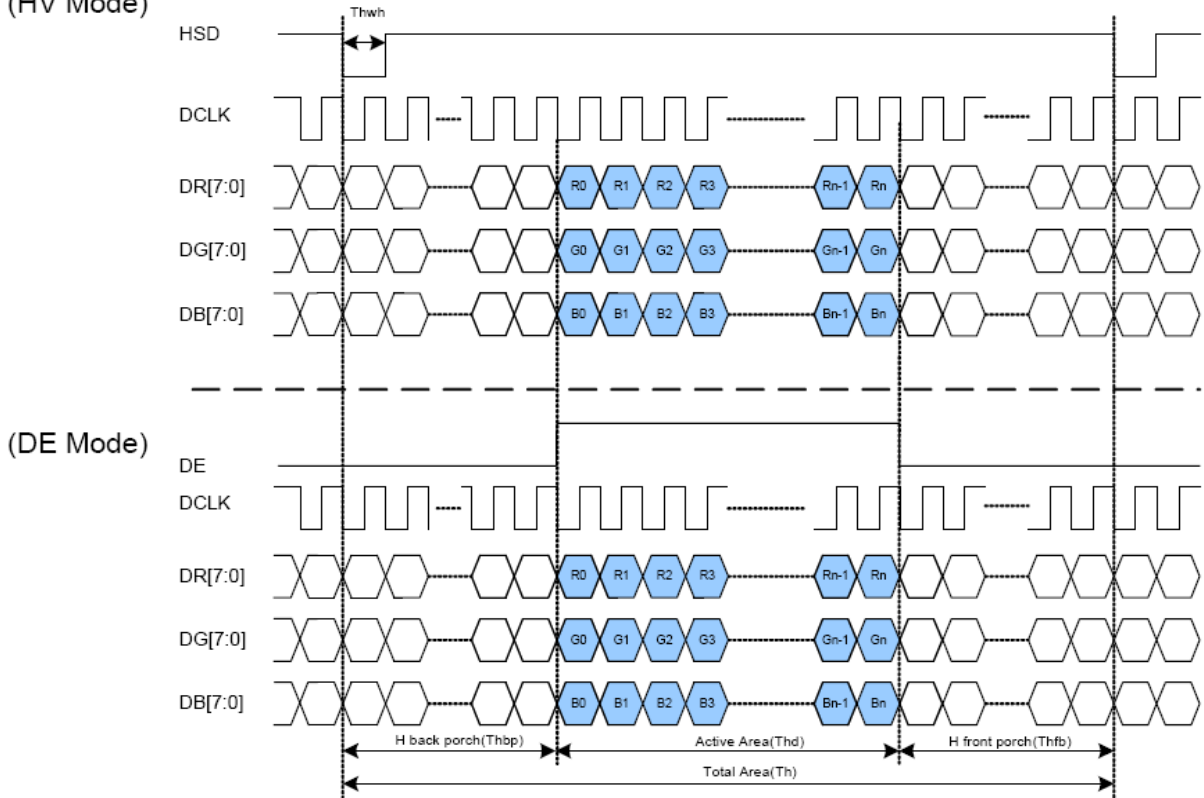 (HV Mode)
Thwh
HSD
DCLK
DR[7:0] R0 R1 R2 R3 Rn-1 Rn
DG[7:0] G0 G1 G2 G3 Gn-1 Gn
DB[7:0] B0 B1 B2 B3 Bn-1 Bn
(DE Mode)
DE
DCLK
DR[7:0] R0 R1 R2 R3 Rn-1 Rn
DG[7:0] G0 G1 G2 G3 Gn-1 Gn
DB[7:0] B0 B1 B2 B3 Bn-1 Bn
H back porch(Thbp) Active Area(Thd) H front porch(Thfb)
Total Area(Th)